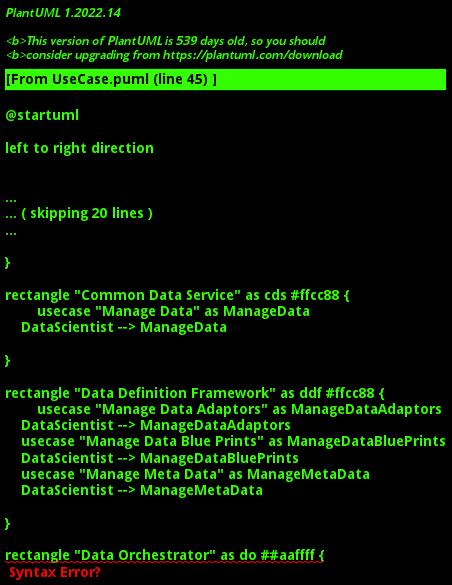 PlantUML 1.2022.14
<b>This version of PlantUML is 539 days old, so you should
<b>consider upgrading from https://plantuml.com/download
[From UseCase.puml (line 45) ]
@startuml
left to right direction
...
... ( skipping 20 lines )
...
}
rectangle "Common Data Service" as cds #ffcc88 {
usecase "Manage Data" as ManageData
DataScientist --> ManageData
}
rectangle "Data Definition Framework" as ddf #ffcc88 {
usecase "Manage Data Adaptors" as ManageDataAdaptors
DataScientist --> ManageDataAdaptors
usecase "Manage Data Blue Prints" as ManageDataBluePrints
DataScientist --> ManageDataBluePrints
usecase "Manage Meta Data" as ManageMetaData
DataScientist --> ManageMetaData
}
rectangle "Data Orchestrator" as do ##aaffff {
Syntax Error?